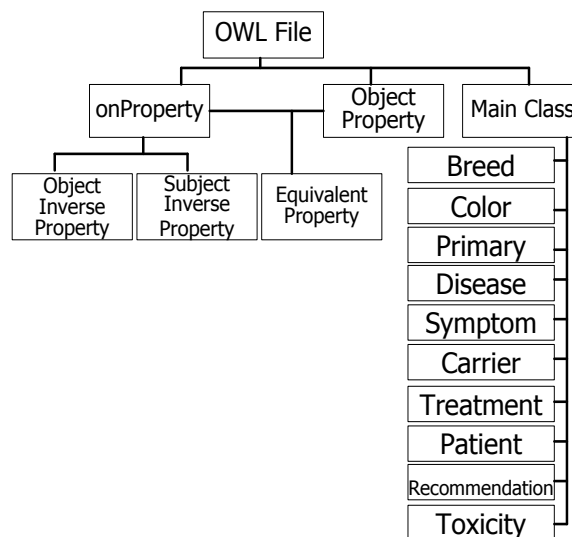 OWL File
onProperty
Object
Property
Main Class
Object
Inverse
Property
Subject
Inverse
Property
Equivalent
Property
Breed
Color
Primary
Disease
Symptom
Carrier
Treatment
Patient
Recommendation
Toxicity